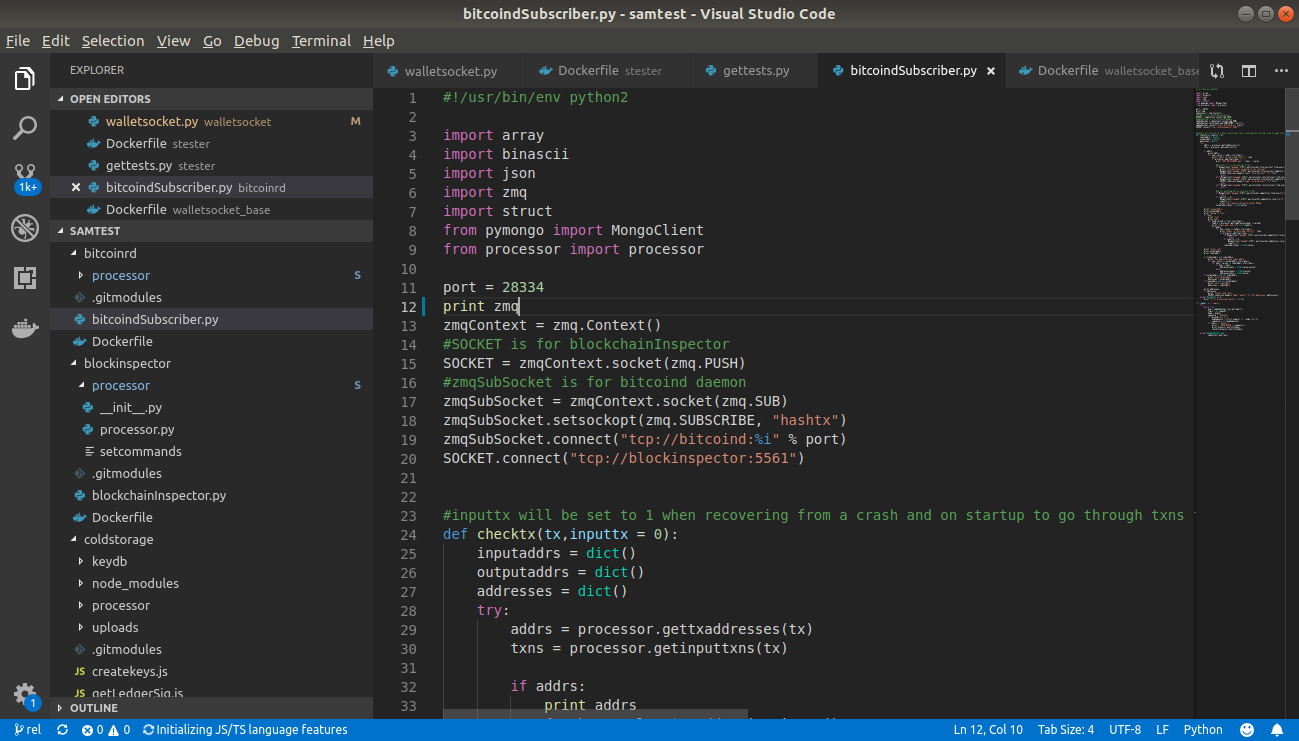 bitcoindSubscriber.py - samtest - Visual Studio Code
File Edit Selection View Go Debug Terminal Help
EXPLORER
OPEN EDITORS
walletsocket.py walletsocket M
Dockerfile stester
gettests.py stester
bitcoindSubscriber.py bitcoinrd
Dockerfile walletsocket_base
SAMTEST
bitcoinrd
processor S
.gitmodules
bitcoindSubscriber.py
Dockerfile
blockinspector
processor S
__init__.py
processor.py
setcommands
.gitmodules
blockchainInspector.py
Dockerfile
coldstorage
keydb
node_modules
processor
uploads
.gitmodules
JS createkeys.js
JS getLedgerSig.js
OUTLINE
1k+
1
walletsocket.py Dockerfile stester gettests.py bitcoindSubscriber.py Dockerfile walletsocket_base
1 #!/usr/bin/env python2
2
3 import array
4 import binascii
5 import json
6 import zmq
7 import struct
8 from pymongo import MongoClient
9 from processor import processor
10
11 port = 28334
12 print zmq
13 zmqContext = zmq.Context()
14 #SOCKET is for blockchainInspector
15 SOCKET = zmqContext.socket(zmq.PUSH)
16 #zmqSubSocket is for bitcoind daemon
17 zmqSubSocket = zmqContext.socket(zmq.SUB)
18 zmqSubSocket.setsockopt(zmq.SUBSCRIBE, "hashtx")
19 zmqSubSocket.connect("tcp://bitcoind:%i" % port)
20 SOCKET.connect("tcp://blockinspector:5561")
21
22
23 #inputtx will be set to 1 when recovering from a crash and on startup to go through txns
24 def checktx(tx,inputtx = 0):
25 inputaddrs = dict()
26 outputaddrs = dict()
27 addresses = dict()
28 try:
29 addrs = processor.gettxaddresses(tx)
30 txns = processor.getinputtxns(tx)
31
32 if addrs:
33 print addrs
rel 0 0 Initializing JS/TS language features Ln 12, Col 10 Tab Size: 4 UTF-8 LF Python